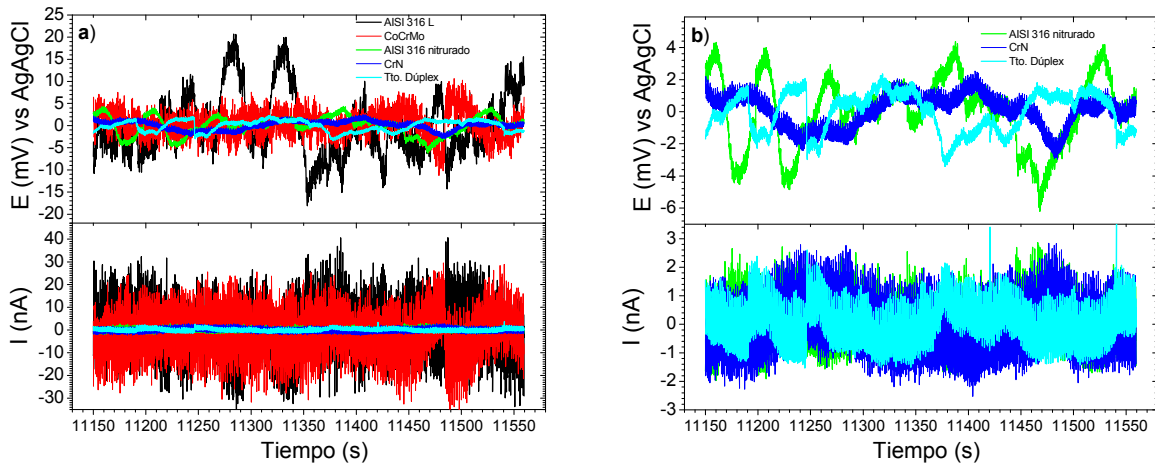 a)
AISI 316 L
CoCrMo
AISI 316 nitrurado
CrN
Tto. Dúplex
E (mV) vs AgAgCl
25
20
15
10
5
0
-5
-10
-15
-20
I (nA)
50
40
30
20
10
0
-10
-20
-30
11150 11200 11250 11300 11350 11400 11450 11500 11550
Tiempo (s)
b)
AISI 316 nitrurado
CrN
Tto. Dúplex
E (mV) vs AgAgCl
4
2
0
-2
-4
-6
I (nA)
3
2
1
0
-1
-2
-3
11150 11200 11250 11300 11350 11400 11450 11500 11550
Tiempo (s)